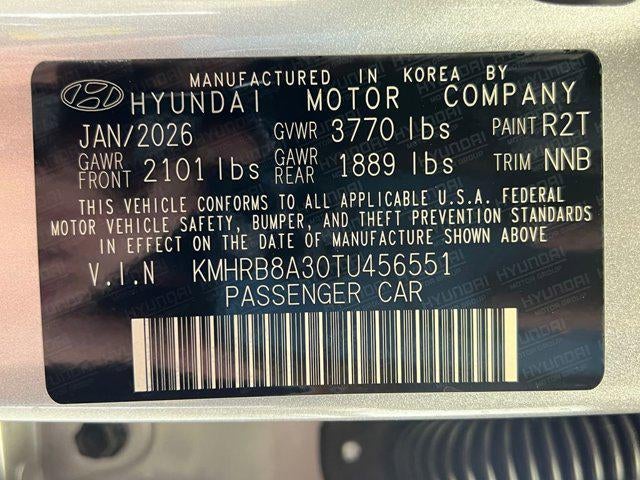 MANUFACTURED IN KOREA BY
HYUNDAI MOTOR COMPANY
JAN/2026 GVWR 3770 lbs PAINT R2T
GAWR FRONT 2101 lbs GAWR REAR 1889 lbs TRIM NNB
THIS VEHICLE CONFORMS TO ALL APPLICABLE U.S.A. FEDERAL
MOTOR VEHICLE SAFETY, BUMPER, AND THEFT PREVENTION STANDARDS
IN EFFECT ON THE DATE OF MANUFACTURE SHOWN ABOVE
V.I.N KMHRB8A30TU456551
PASSENGER CAR